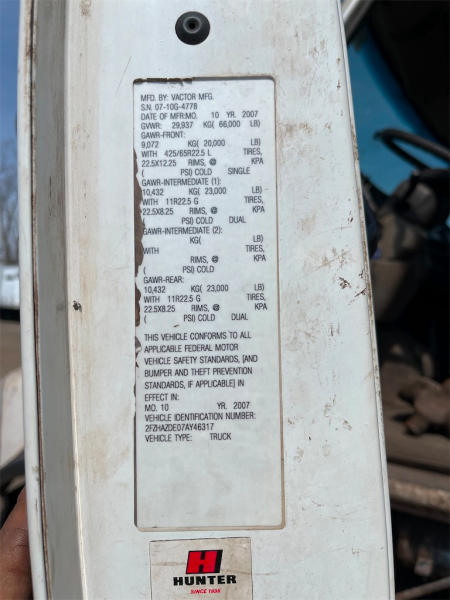 MFD. BY: VACTOR MFG.
S.N. 07-10G-4778
DATE OF MFR:MO. 10 YR. 2007
GVWR: 29,937 KG( 66,000 LB)
GAWR-FRONT:
9,072 KG( 20,000 LB)
WITH 425/65R22.5 L TIRES,
22.5X12.25 RIMS, @ KPA
( PSI) COLD SINGLE
GAWR-INTERMEDIATE (1):
10,432 KG( 23,000 LB)
WITH 11R22.5 G TIRES,
22.5X8.25 RIMS, @ KPA
( PSI) COLD DUAL
GAWR-INTERMEDIATE (2):
KG( LB)
WITH TIRES,
RIMS, @ KPA
( PSI) COLD
GAWR-REAR:
10,432 KG( 23,000 LB)
WITH 11R22.5 G TIRES,
22.5X8.25 RIMS, @ KPA
( PSI) COLD DUAL
THIS VEHICLE CONFORMS TO ALL
APPLICABLE FEDERAL MOTOR
VEHICLE SAFETY STANDARDS, [AND
BUMPER AND THEFT PREVENTION
STANDARDS, IF APPLICABLE] IN
EFFECT IN:
MO. 10 YR. 2007
VEHICLE IDENTIFICATION NUMBER:
2FZHAZDE07AY46317
VEHICLE TYPE: TRUCK
H
HUNTER
SINCE 1938